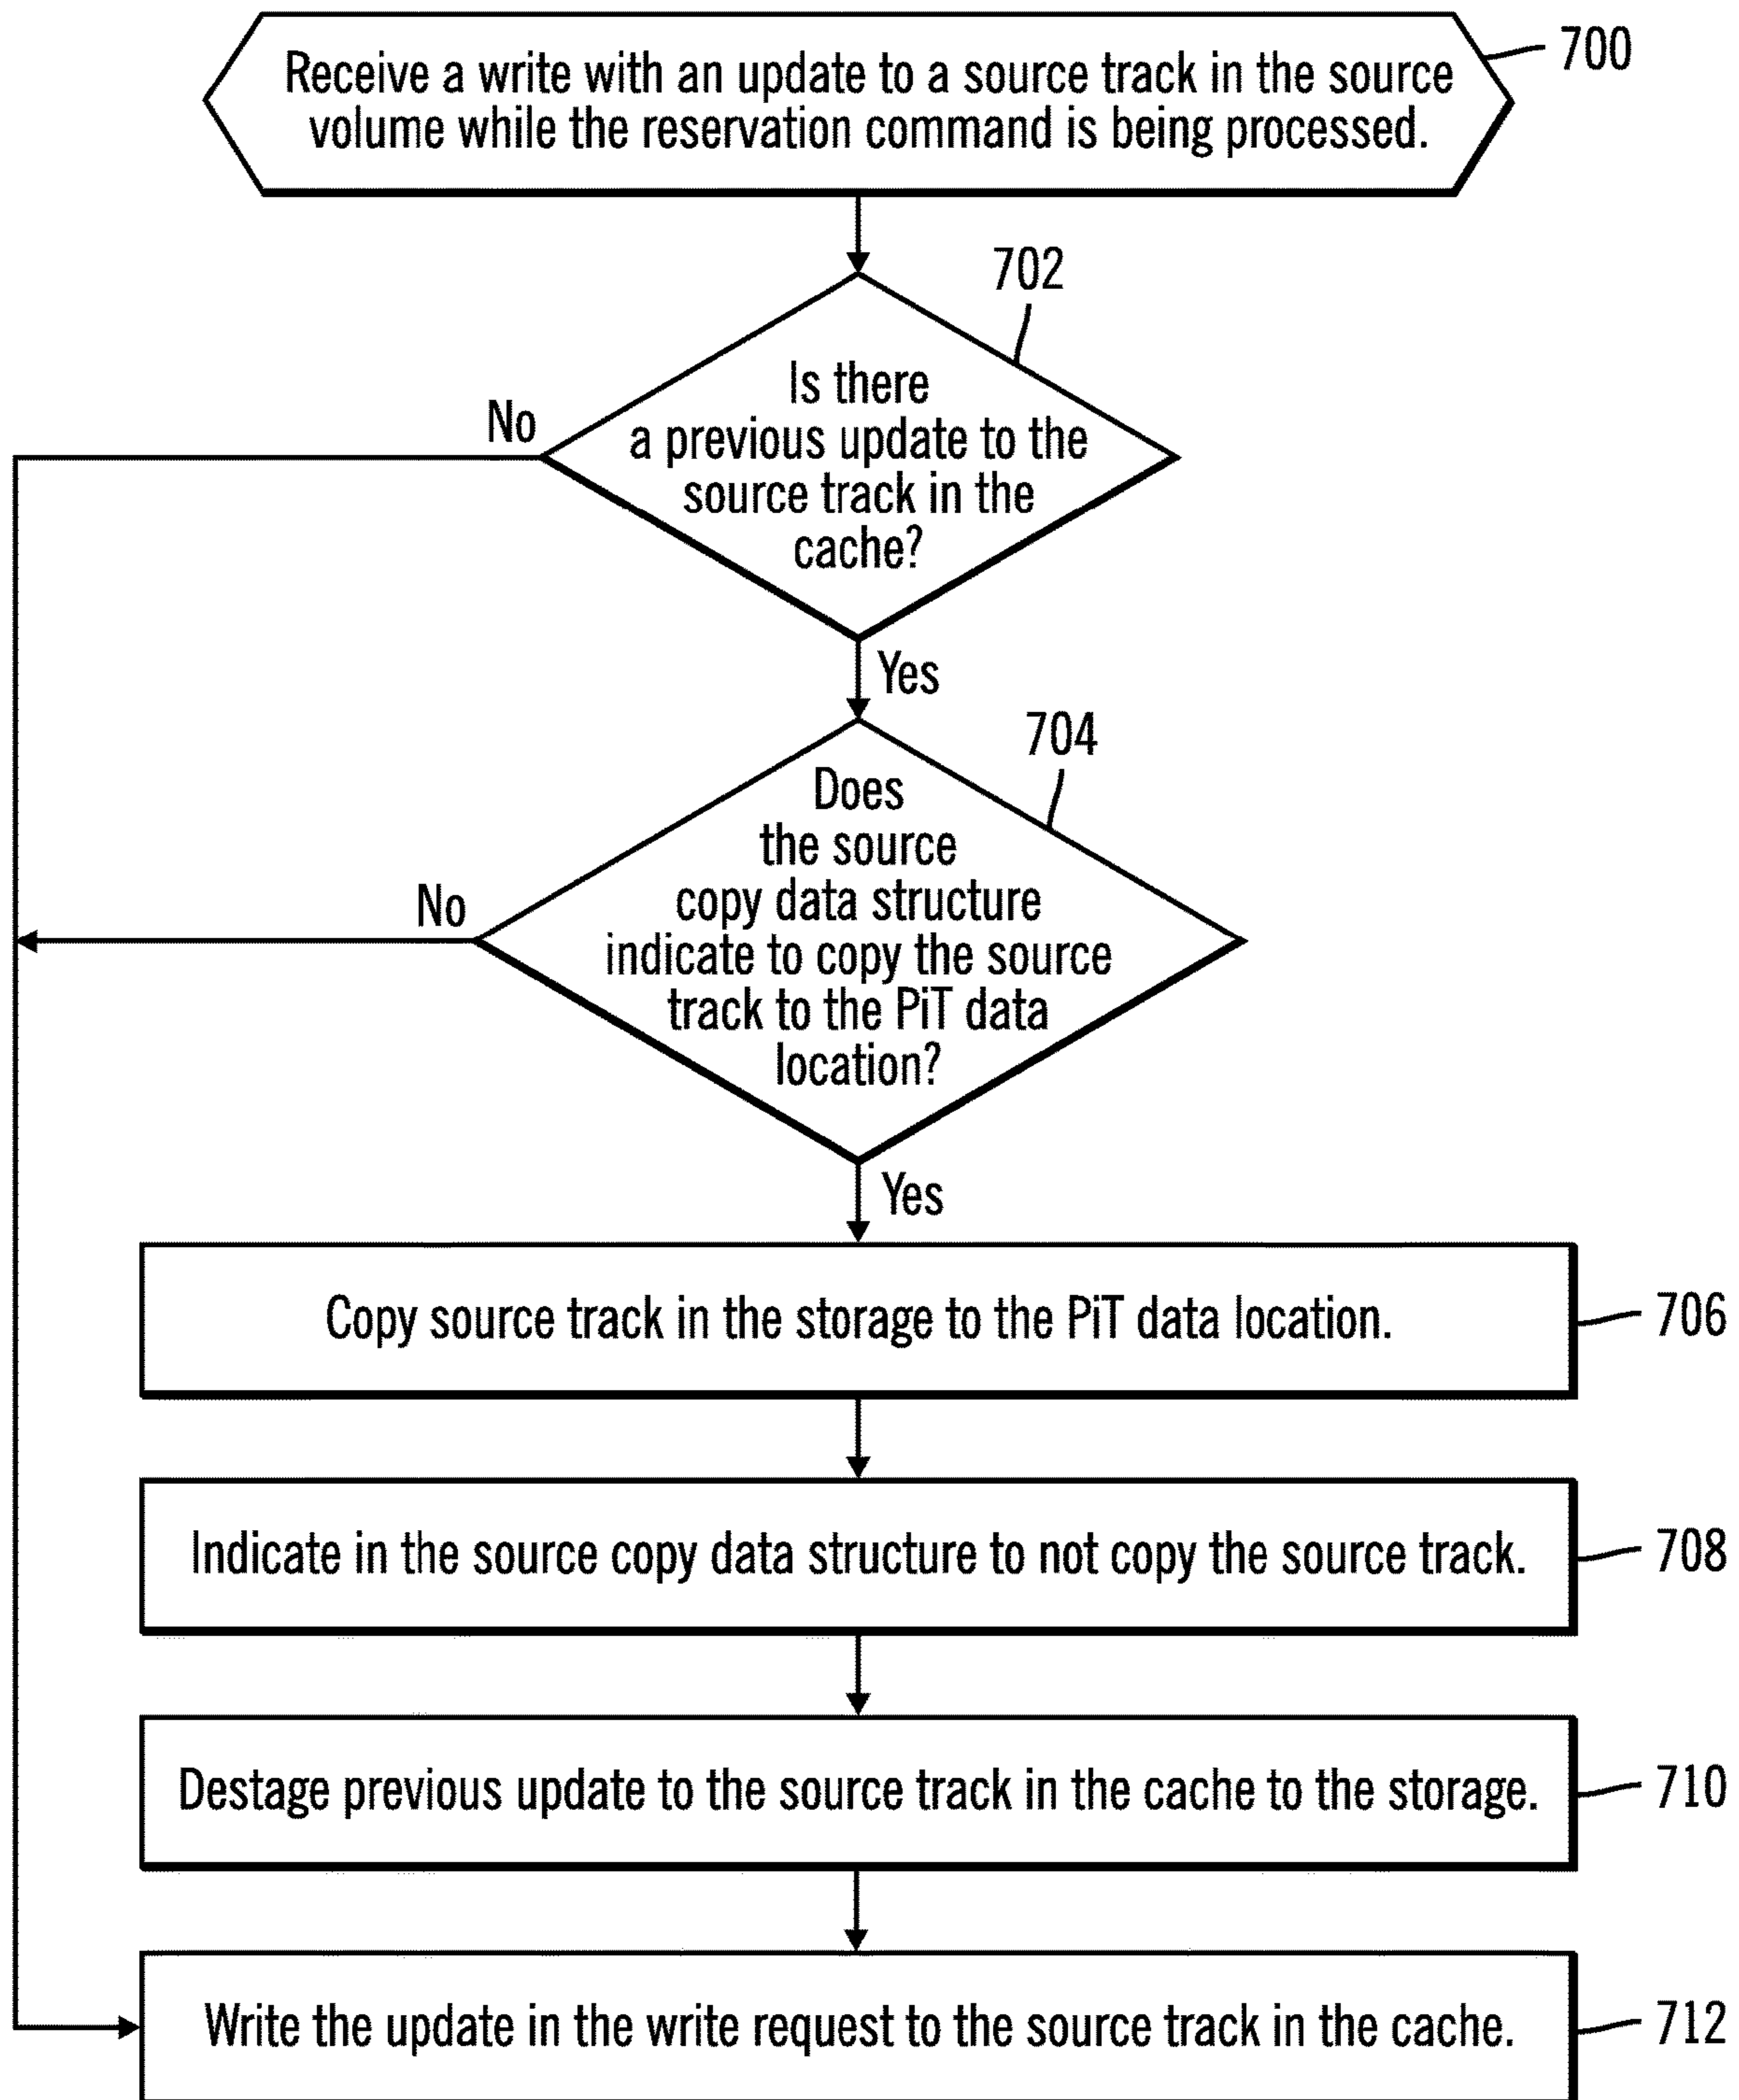 Receive a write with an update to a source track in the source
volume while the reservation command is being processed.
700
702
Is there
a previous update to the
source track in the
cache?
No
Yes
704
Does
the source
copy data structure
indicate to copy the source
track to the PiT data
location?
No
Yes
Copy source track in the storage to the PiT data location.
706
Indicate in the source copy data structure to not copy the source track.
708
Destage previous update to the source track in the cache to the storage.
710
Write the update in the write request to the source track in the cache.
712